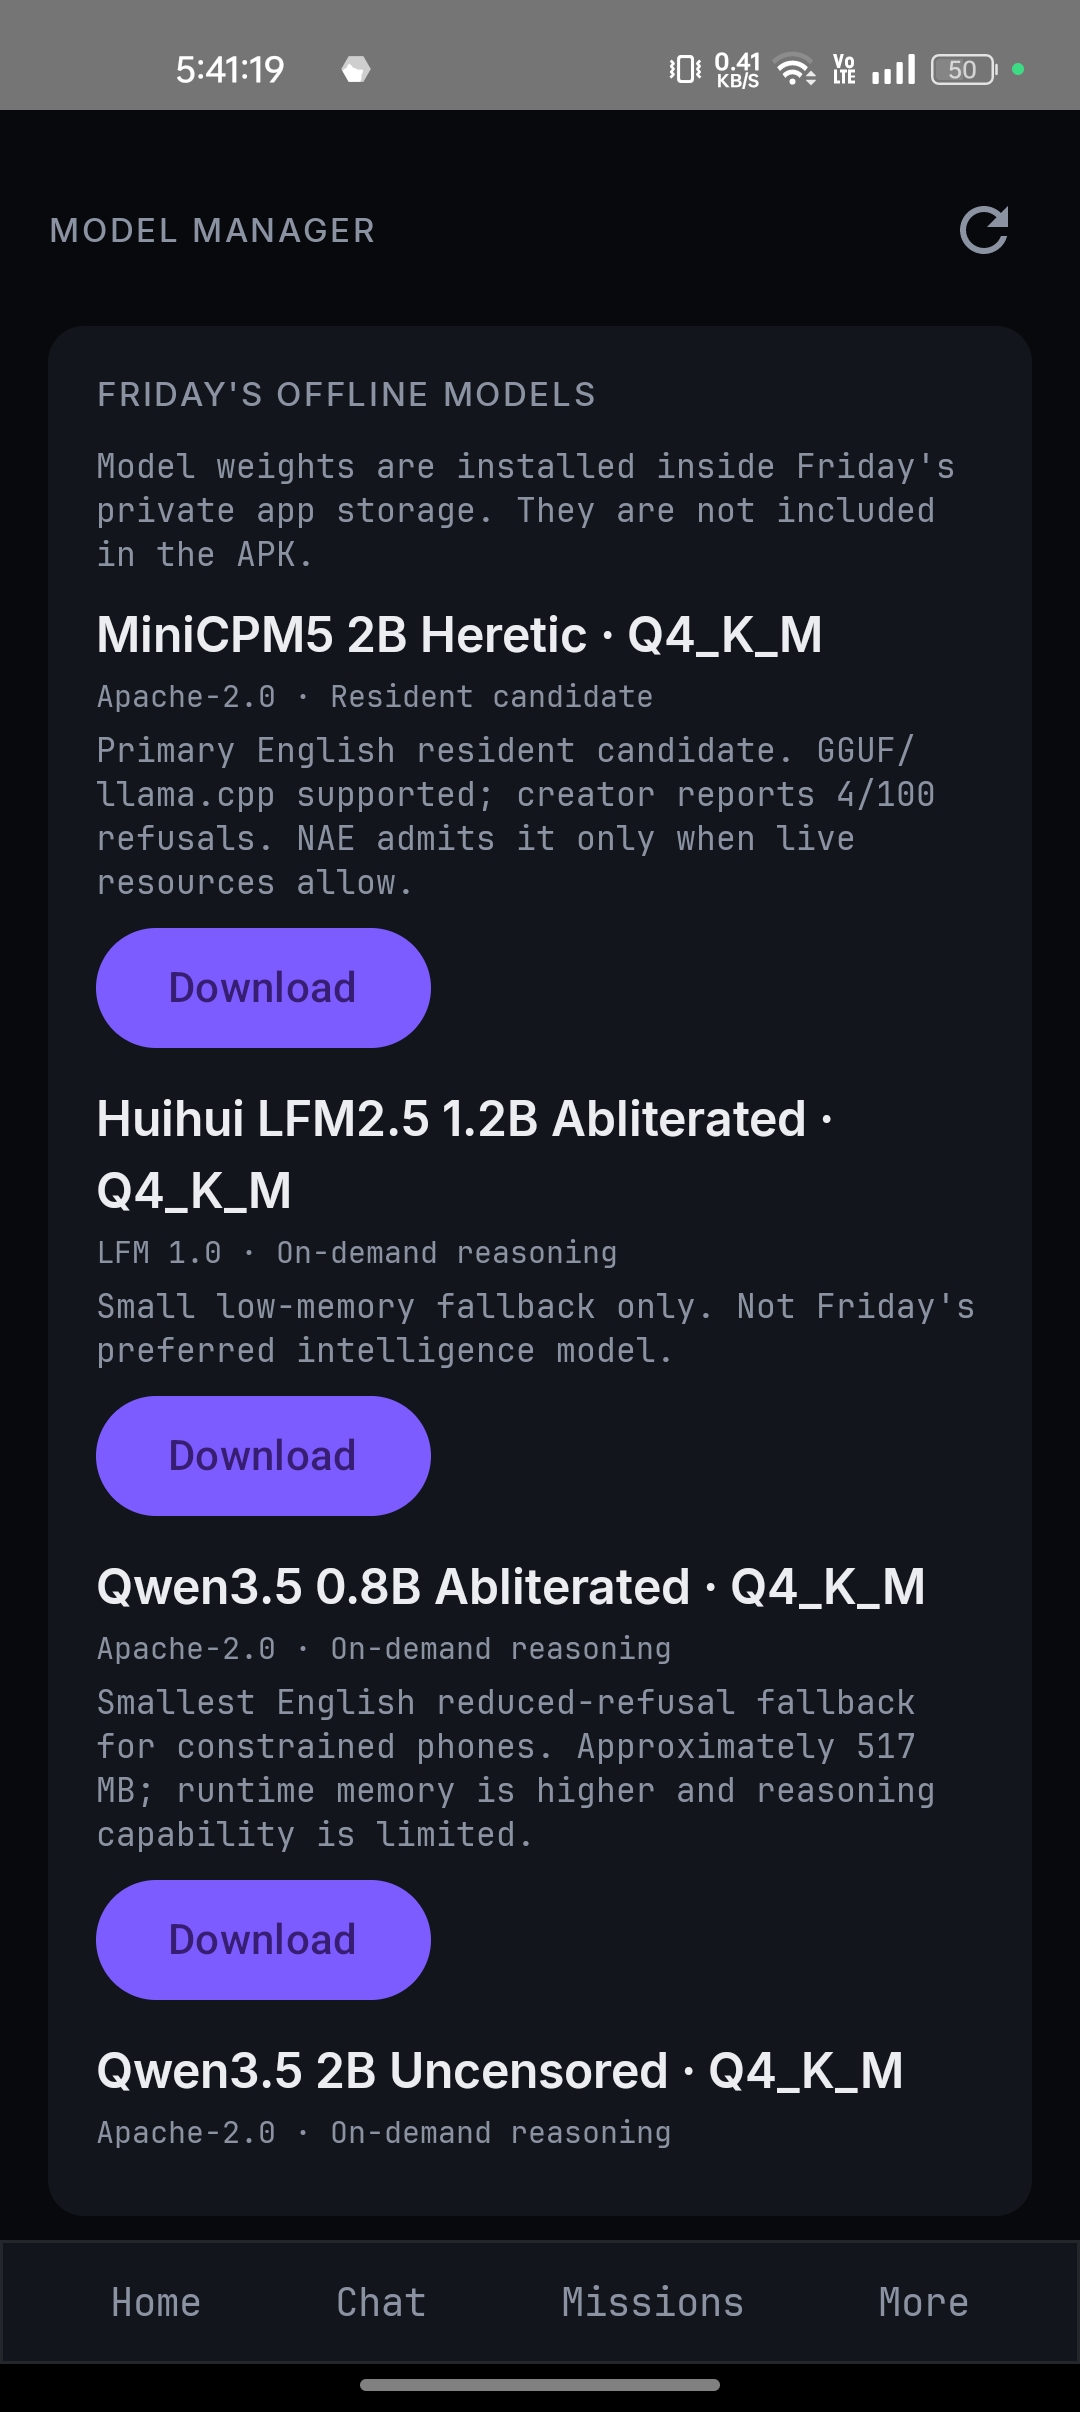 5:41:19
0.41
KB/S
Vo
LTE
50
MODEL MANAGER
FRIDAY'S OFFLINE MODELS
Model weights are installed inside Friday's
private app storage. They are not included
in the APK.
MiniCPM5 2B Heretic · Q4_K_M
Apache-2.0 · Resident candidate
Primary English resident candidate. GGUF/
llama.cpp supported; creator reports 4/100
refusals. NAE admits it only when live
resources allow.
Download
Huihui LFM2.5 1.2B Abliterated ·
Q4_K_M
LFM 1.0 · On-demand reasoning
Small low-memory fallback only. Not Friday's
preferred intelligence model.
Download
Qwen3.5 0.8B Abliterated · Q4_K_M
Apache-2.0 · On-demand reasoning
Smallest English reduced-refusal fallback
for constrained phones. Approximately 517
MB; runtime memory is higher and reasoning
capability is limited.
Download
Qwen3.5 2B Uncensored · Q4_K_M
Apache-2.0 · On-demand reasoning
Home Chat Missions More